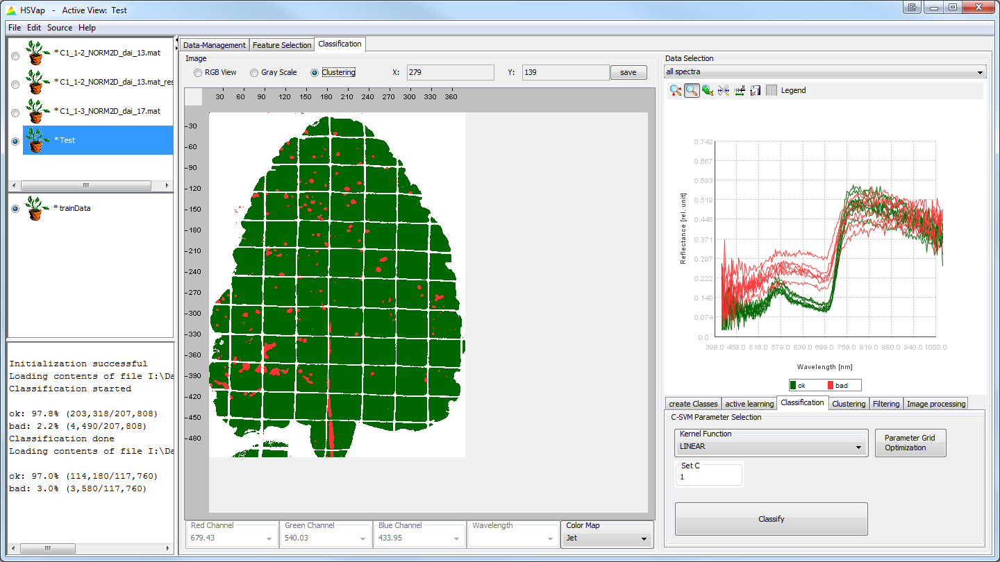 HSVap - Active View: Test
File Edit Source Help
* C1_1-2_NORM2D_dai_13.mat
* C1_1-2_NORM2D_dai_13.mat_res
* C1_1-3_NORM2D_dai_17.mat
* Test
* trainData
Initialization successful
Loading contents of file I:\Da
Classification started
ok: 97.8% (203,318/207,808)
bad: 2.2% (4,490/207,808)
Classification done
Loading contents of file I:\Da
ok: 97.0% (114,180/117,760)
bad: 3.0% (3,580/117,760)
Data-Management Feature Selection Classification
Image
RGB View Gray Scale Clustering X: 279 Y: 139 save
30 60 90 120 150 180 210 240 270 300 330 360
30
60
90
120
150
180
210
240
270
300
330
360
390
420
450
480
Red Channel Green Channel Blue Channel Wavelength Color Map
679.43 540.03 433.95 Jet
Data Selection
all spectra
Legend
0.742
0.667
0.593
0.519
0.445
0.371
0.297
0.222
0.148
0.074
0.0
Reflectance [rel. unit]
398.0 458.0 518.0 579.0 639.0 699.0 759.0 819.0 880.0 940.0 1000.0
Wavelength [nm]
ok bad
create Classes active learning Classification Clustering Filtering Image processing
C-SVM Parameter Selection
Kernel Function
LINEAR
Parameter Grid
Optimization
Set C
1
Classify